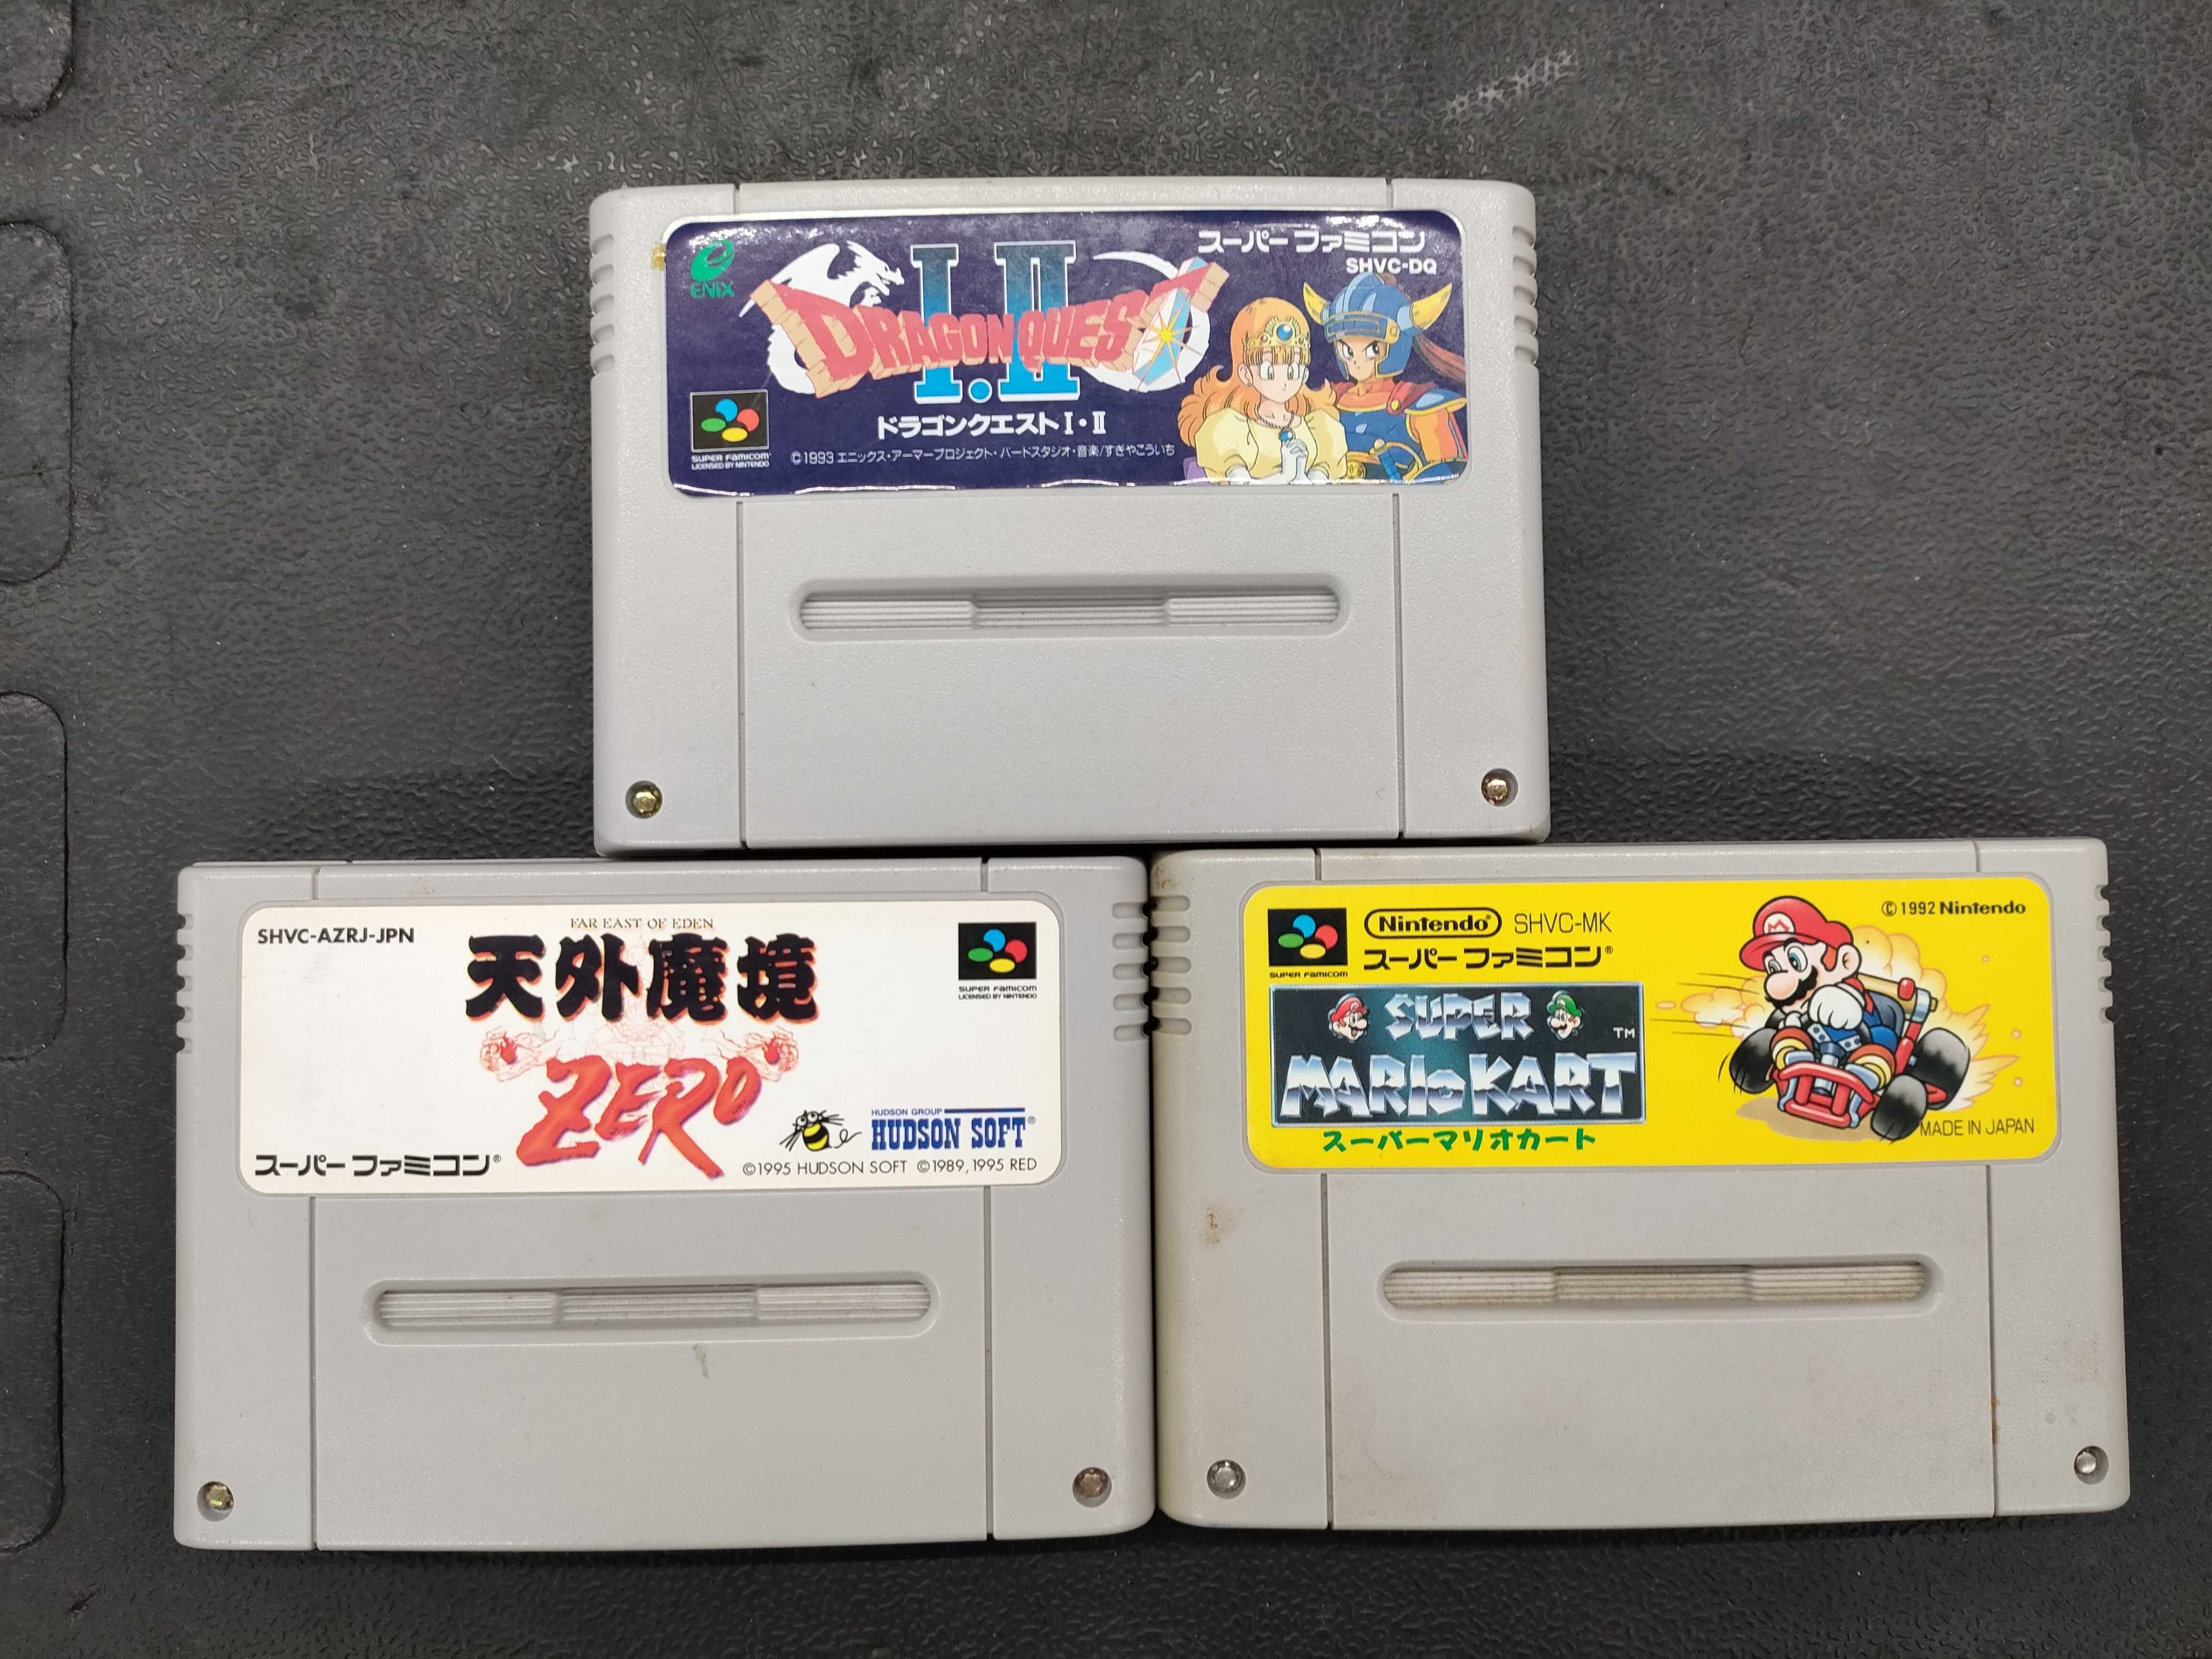 ENIX
スーパーファミコン
SHVC-DQ
I・II
DRAGON QUEST
ドラゴンクエストI・II
SUPER FAMICOM
LICENSED BY NINTENDO
©1993 エニックス・アーマープロジェクト・バードスタジオ・音楽/すぎやこういち
SHVC-AZRJ-JPN
FAR EAST OF EDEN
天外魔境
ZERO
SUPER FAMICOM
LICENSED BY NINTENDO
HUDSON GROUP
HUDSON SOFT®
スーパーファミコン®
©1995 HUDSON SOFT ©1989,1995 RED
SUPER FAMICOM
Nintendo® SHVC-MK
スーパーファミコン®
©1992 Nintendo
M
SUPER
MARIO KART
TM
スーパーマリオカート
MADE IN JAPAN